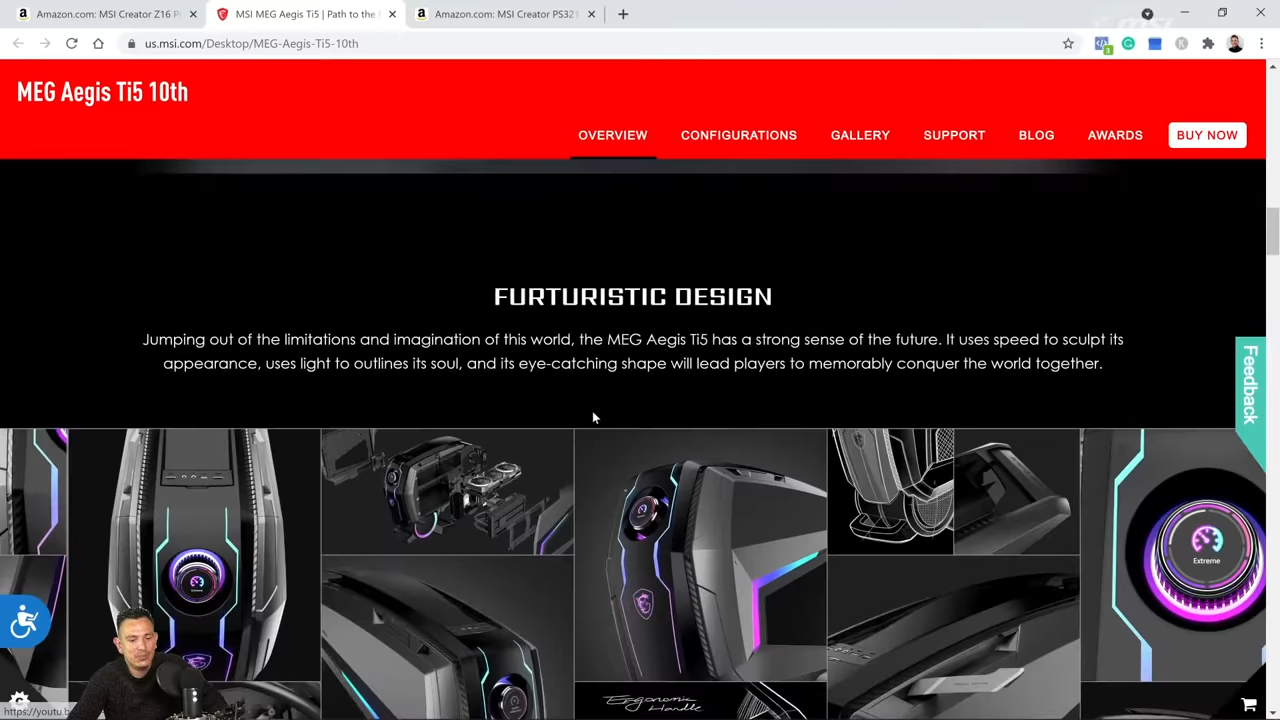 Amazon.com: MSI Creator Z16 P
MSI MEG Aegis Ti5 | Path to the
Amazon.com: MSI Creator PS321
us.msi.com/Desktop/MEG-Aegis-Ti5-10th
MEG Aegis Ti5 10th
OVERVIEW
CONFIGURATIONS
GALLERY
SUPPORT
BLOG
AWARDS
BUY NOW
FURTURISTIC DESIGN
Jumping out of the limitations and imagination of this world, the MEG Aegis Ti5 has a strong sense of the future. It uses speed to sculpt its
appearance, uses light to outlines its soul, and its eye-catching shape will lead players to memorably conquer the world together.
Feedback
Extreme
Extreme
Ergonomic
Handle
https://youtu.b